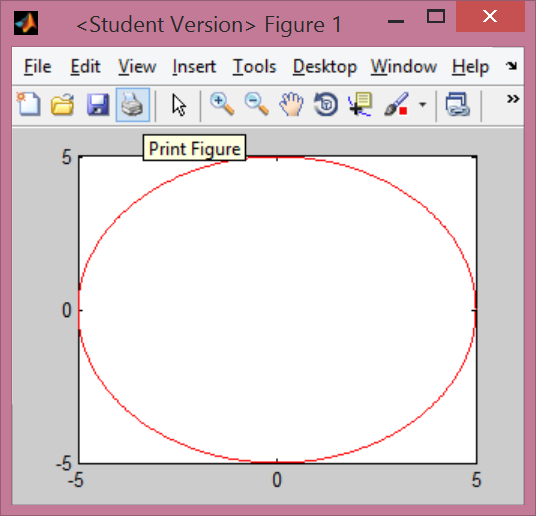 <Student Version> Figure 1
File Edit View Insert Tools Desktop Window Help
Print Figure
5
0
-5
-5 0 5